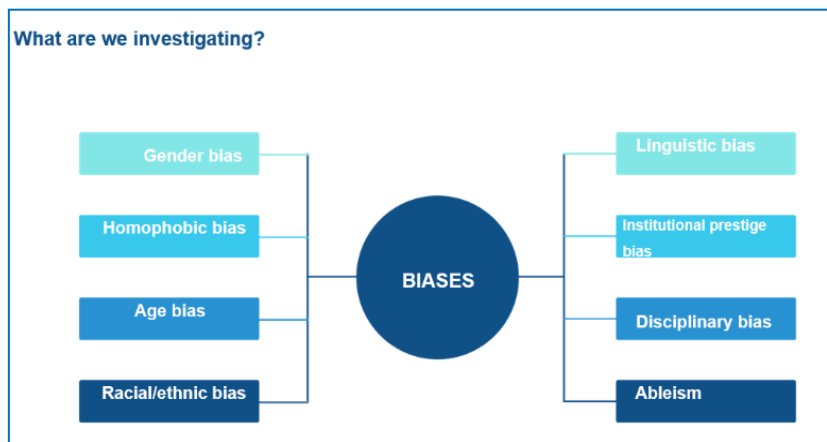 What are we investigating?
Gender bias
Homophobic bias
Age bias
Racial/ethnic bias
BIASES
Linguistic bias
Institutional prestige
bias
Disciplinary bias
Ableism